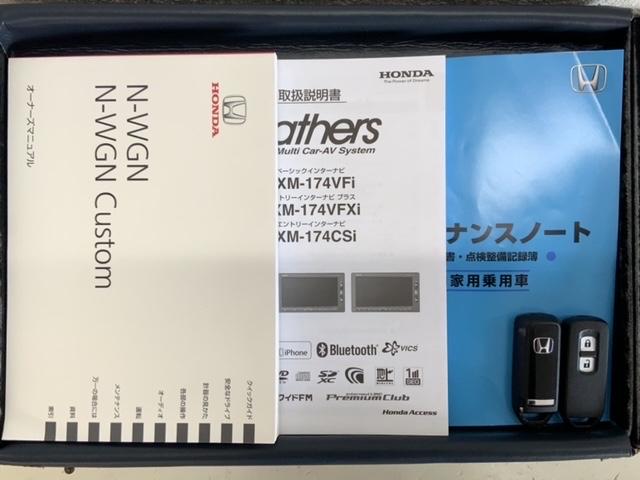 HONDA
N-WGN
N-WGN Custom
オーナーズマニュアル
クイックガイド
安全なドライブ
計器の見かた
各部の操作
オーディオ
運転
メンテナンス
万一の場合には
資料
索引
HONDA
The Power of Dreams
取扱説明書
athers
Multi Car-AV System
ベーシックインターナビ
XM-174VFi
トリーインターナビ プラス
XM-174VFXi
エントリーインターナビ
XM-174CSi
iPhone
Bluetooth®
VICS
SD
XC
ワイドFM
PremiumClub
Honda Access
ナンスノート
書・点検整備記録簿
家用乗用車